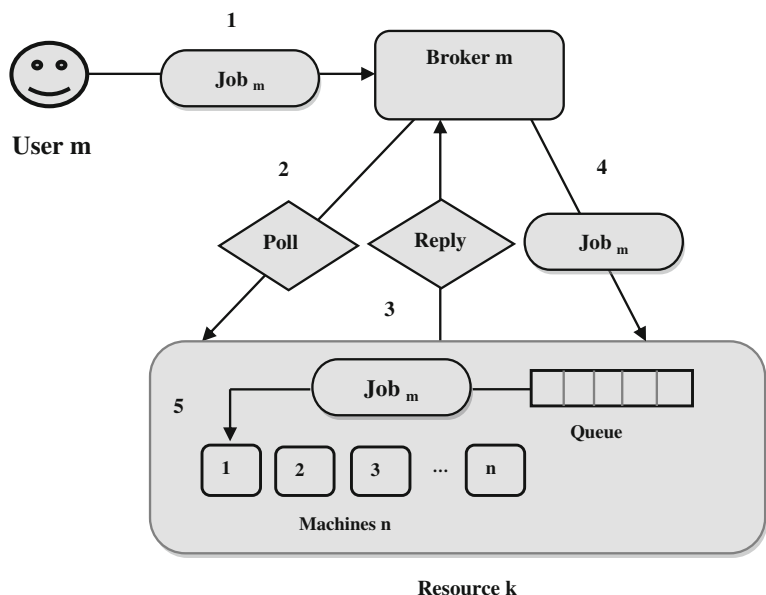 1
Job m
Broker m
User m
2
4
Poll
Reply
Job m
3
5
Job m
Queue
1
2
3
...
n
Machines n
Resource k